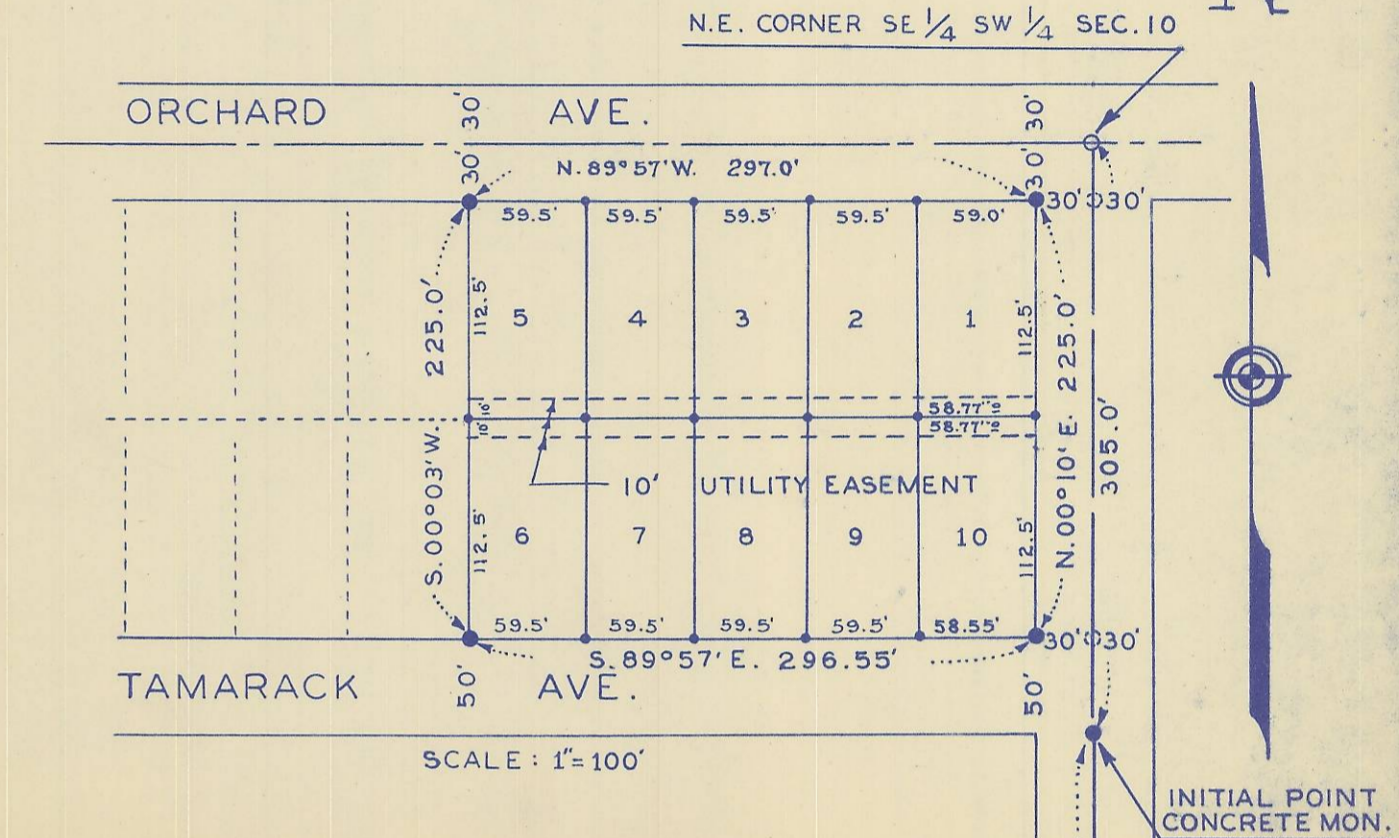 N.E. CORNER SE 1/4 SW 1/4 SEC. 10
ORCHARD AVE.
30' 30'
30' 30'
N. 89° 57' W. 297.0'
30' 30'
59.5' 59.5' 59.5' 59.5' 59.0'
225.0'
112.5'
5 4 3 2 1
112.5'
N. 00° 10' E. 225.0'
305.0'
10'
10'
58.77'
58.77'
S. 00° 03' W.
10' UTILITY EASEMENT
112.5'
6 7 8 9 10
112.5'
59.5' 59.5' 59.5' 59.5' 58.55'
30' 30'
S. 89° 57' E. 296.55'
TAMARACK AVE.
50'
50'
SCALE : 1"= 100'
INITIAL POINT
CONCRETE MON.